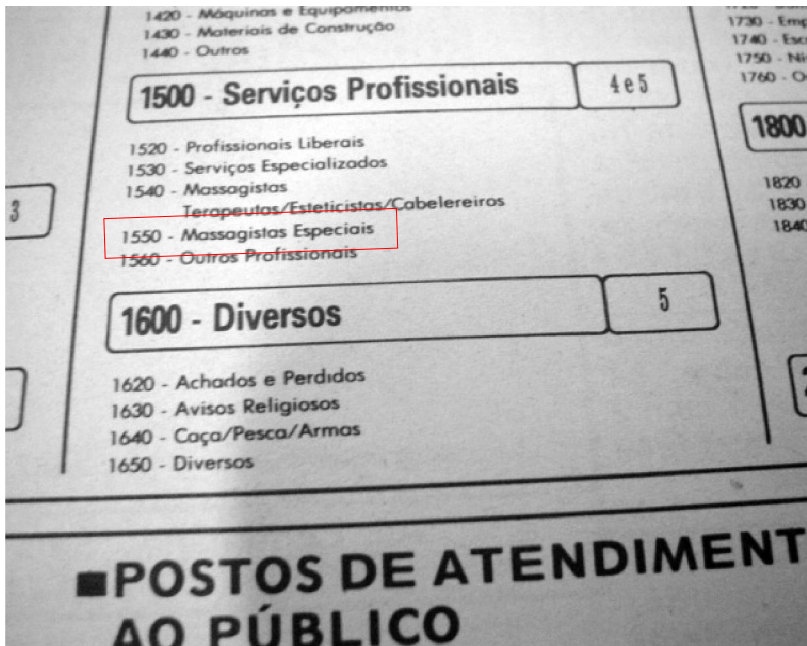 1420 - Máquinas e Equipamentos
1430 - Materiais de Construção
1440 - Outros
1500 - Serviços Profissionais
4 e 5
1520 - Profissionais Liberais
1530 - Serviços Especializados
1540 - Massagistas
Terapeutas/Esteticistas/Cabelereiros
1550 - Massagistas Especiais
1560 - Outros Profissionais
3
1600 - Diversos
5
1620 - Achados e Perdidos
1630 - Avisos Religiosos
1640 - Caça/Pesca/Armas
1650 - Diversos
1730 - Emp
1740 - Esc
1750 - Ni
1760 - O
1800
1820
1830
1840
■POSTOS DE ATENDIMENT
AO PÚBLICO